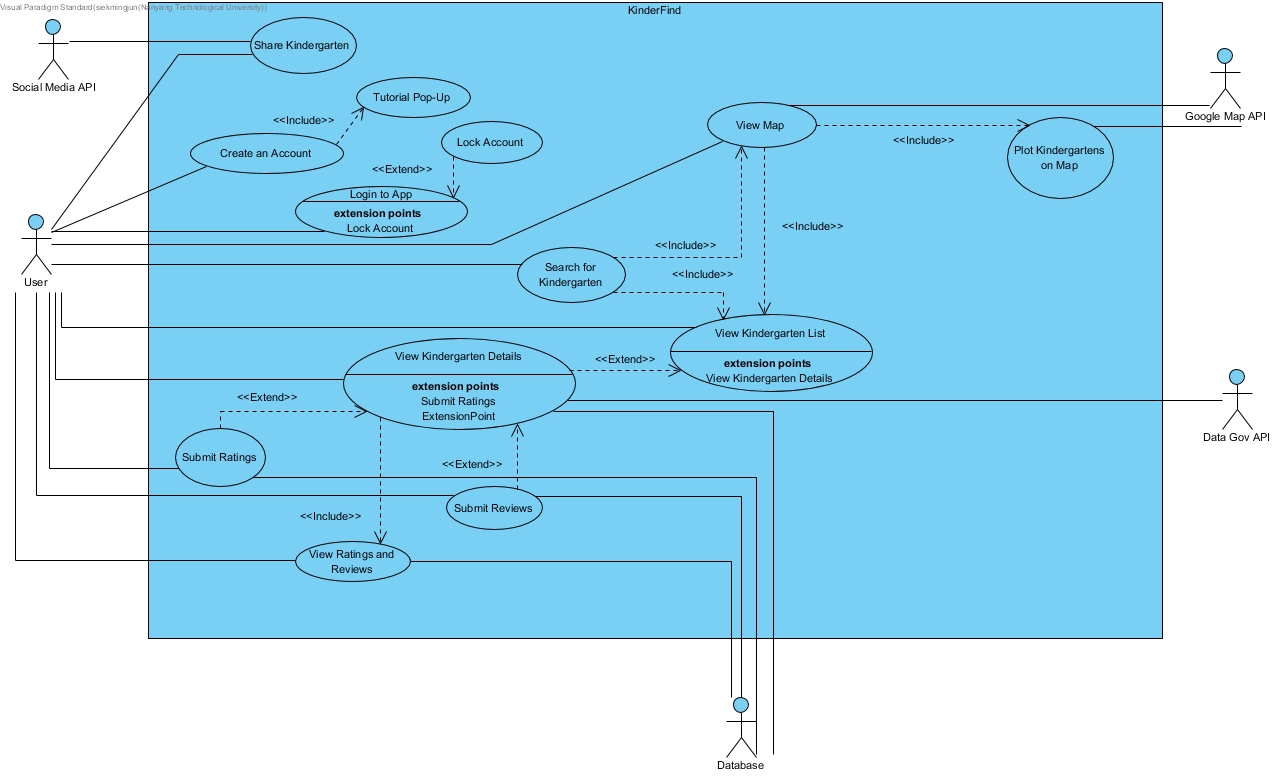 Visual Paradigm Standard(siekmingjun(Nanyang Technological University))
KinderFind
Share Kindergarten
Social Media API
Tutorial Pop-Up
<<Include>>
Create an Account
Lock Account
<<Extend>>
Login to App
extension points
Lock Account
View Map
<<Include>>
Plot Kindergartens
on Map
Google Map API
User
Search for
Kindergarten
<<Include>>
<<Include>>
<<Include>>
View Kindergarten List
extension points
View Kindergarten Details
View Kindergarten Details
extension points
Submit Ratings
ExtensionPoint
<<Extend>>
<<Extend>>
Data Gov API
Submit Ratings
<<Extend>>
Submit Reviews
<<Include>>
View Ratings and
Reviews
Database